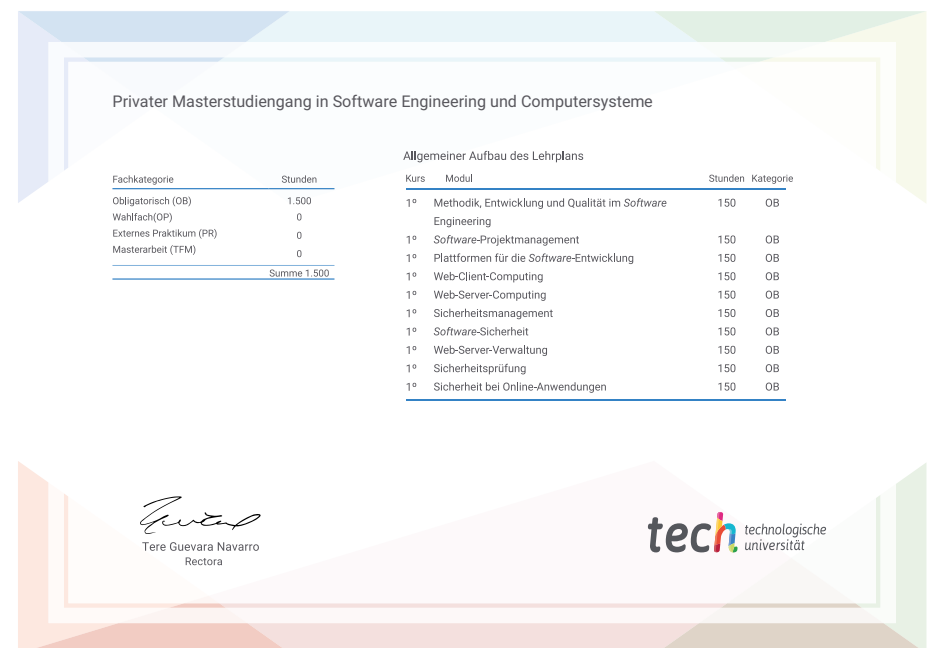 Privater Masterstudiengang in Software Engineering und Computersysteme
Fachkategorie Stunden
Obligatorisch (OB) 1.500
Wahlfach(OP) 0
Externes Praktikum (PR) 0
Masterarbeit (TFM) 0
Summe 1.500
Allgemeiner Aufbau des Lehrplans
Kurs Modul Stunden Kategorie
1º Methodik, Entwicklung und Qualität im Software 150 OB
Engineering
1º Software-Projektmanagement 150 OB
1º Plattformen für die Software-Entwicklung 150 OB
1º Web-Client-Computing 150 OB
1º Web-Server-Computing 150 OB
1º Sicherheitsmanagement 150 OB
1º Software-Sicherheit 150 OB
1º Web-Server-Verwaltung 150 OB
1º Sicherheitsprüfung 150 OB
1º Sicherheit bei Online-Anwendungen 150 OB
Tere Guevara Navarro
Rectora
tech technologische
universität